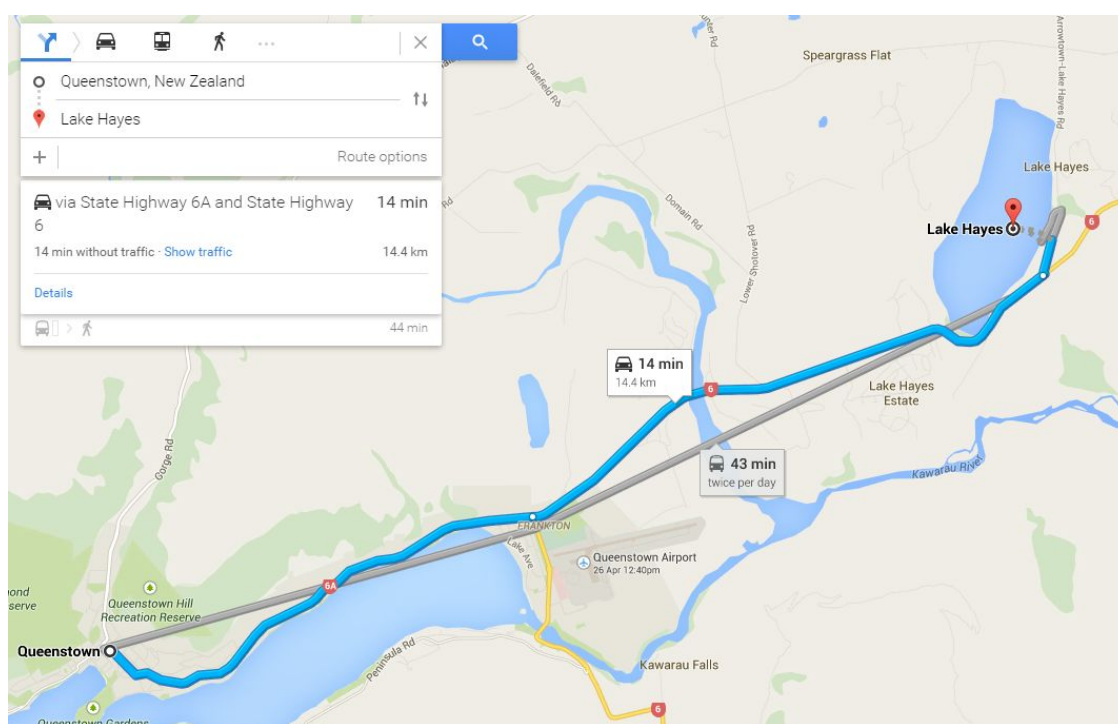 Queenstown, New Zealand
Lake Hayes
Route options
via State Highway 6A and State Highway 14 min
6
14 min without traffic · Show traffic 14.4 km
Details
44 min
Speargrass Flat
Dalefield Rd
Arrowtown-Lake Hayes Rd
Lake Hayes
Domain Rd
Rd
Lower Shotover Rd
Lake Hayes
6
14 min
14.4 km
6
Lake Hayes
Estate
43 min
twice per day
Kawarau River
Gorge Rd
FRANKTON
Lake Ave
Queenstown Airport
26 Apr 12:40pm
6A
Queenstown Hill
Recreation Reserve
Queenstown
Peninsula Rd
Kawarau Falls
6
Queenstown Gardens